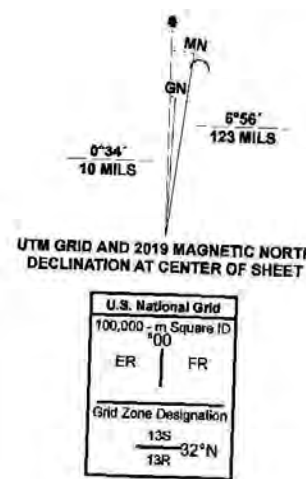 MN
GN
6°56'
123 MILS
0°34'
10 MILS
UTM GRID AND 2019 MAGNETIC NORTH
DECLINATION AT CENTER OF SHEET
U.S. National Grid
100,000 - m Square ID
⁵00
ER
FR
Grid Zone Designation
13S
32°N
13R